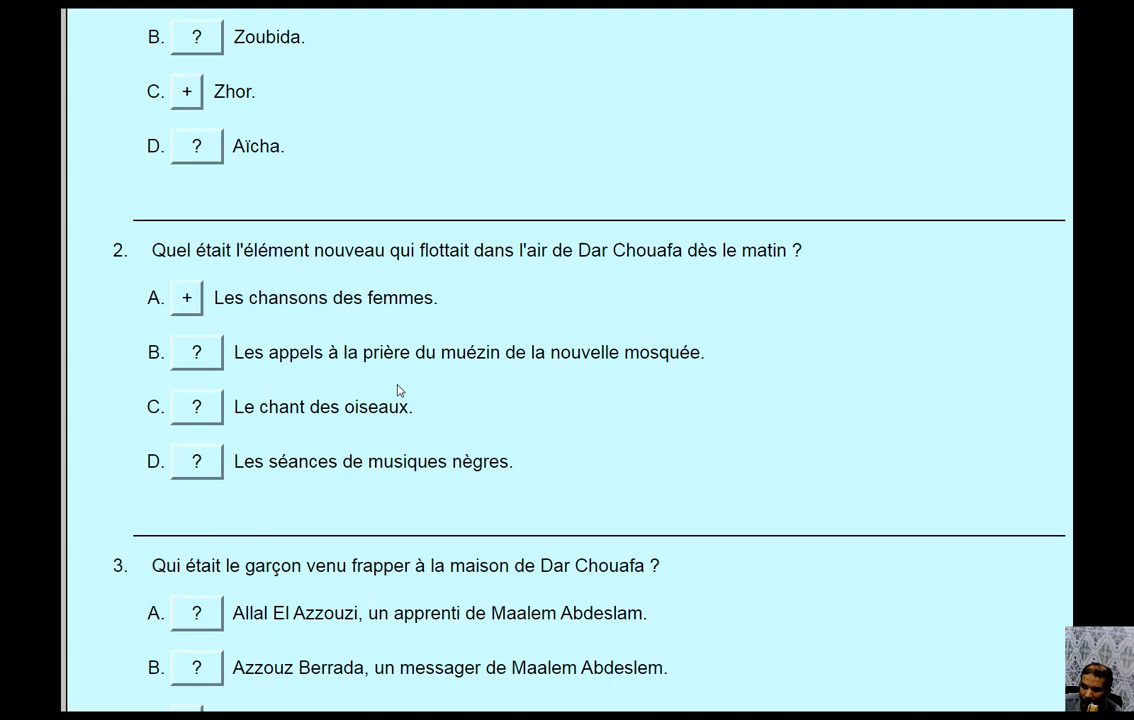 B. ? Zoubida.
C. + Zhor.
D. ? Aïcha.
2. Quel était l'élément nouveau qui flottait dans l'air de Dar Chouafa dès le matin ?
A. + Les chansons des femmes.
B. ? Les appels à la prière du muézin de la nouvelle mosquée.
C. ? Le chant des oiseaux.
D. ? Les séances de musiques nègres.
3. Qui était le garçon venu frapper à la maison de Dar Chouafa ?
A. ? Allal El Azzouzi, un apprenti de Maalem Abdeslam.
B. ? Azzouz Berrada, un messager de Maalem Abdeslem.